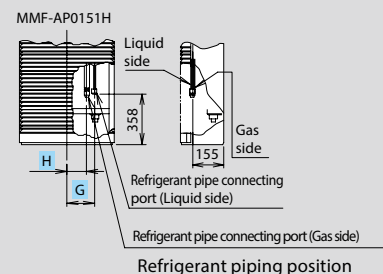 MMF-AP0151H
Liquid
side
358
155
Gas
side
H
G
Refrigerant pipe connecting
port (Liquid side)
Refrigerant pipe connecting port (Gas side)
Refrigerant piping position